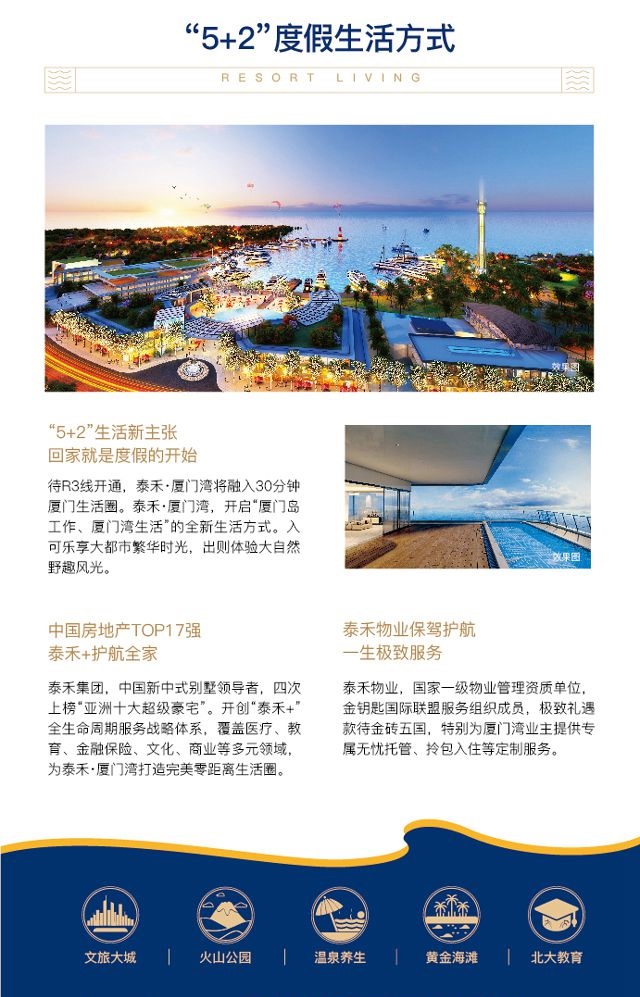 “5+2”度假生活方式
RESORT LIVING
效果图
“5+2”生活新主张
回家就是度假的开始
待R3线开通，泰禾·厦门湾将融入30分钟
厦门生活圈。泰禾·厦门湾，开启“厦门岛
工作、厦门湾生活”的全新生活方式。入
可乐享大都市繁华时光，出则体验大自然
野趣风光。
效果图
中国房地产TOP17强
泰禾+护航全家
泰禾集团，中国新中式别墅领导者，四次
上榜“亚洲十大超级豪宅”。开创“泰禾+”
全生命周期服务战略体系，覆盖医疗、教
育、金融保险、文化、商业等多元领域，
为泰禾·厦门湾打造完美零距离生活圈。
泰禾物业保驾护航
一生极致服务
泰禾物业，国家一级物业管理资质单位，
金钥匙国际联盟服务组织成员，极致礼遇
款待金砖五国，特别为厦门湾业主提供专
属无忧托管、拎包入住等定制服务。
文旅大城 | 火山公园 | 温泉养生 | 黄金海滩 | 北大教育